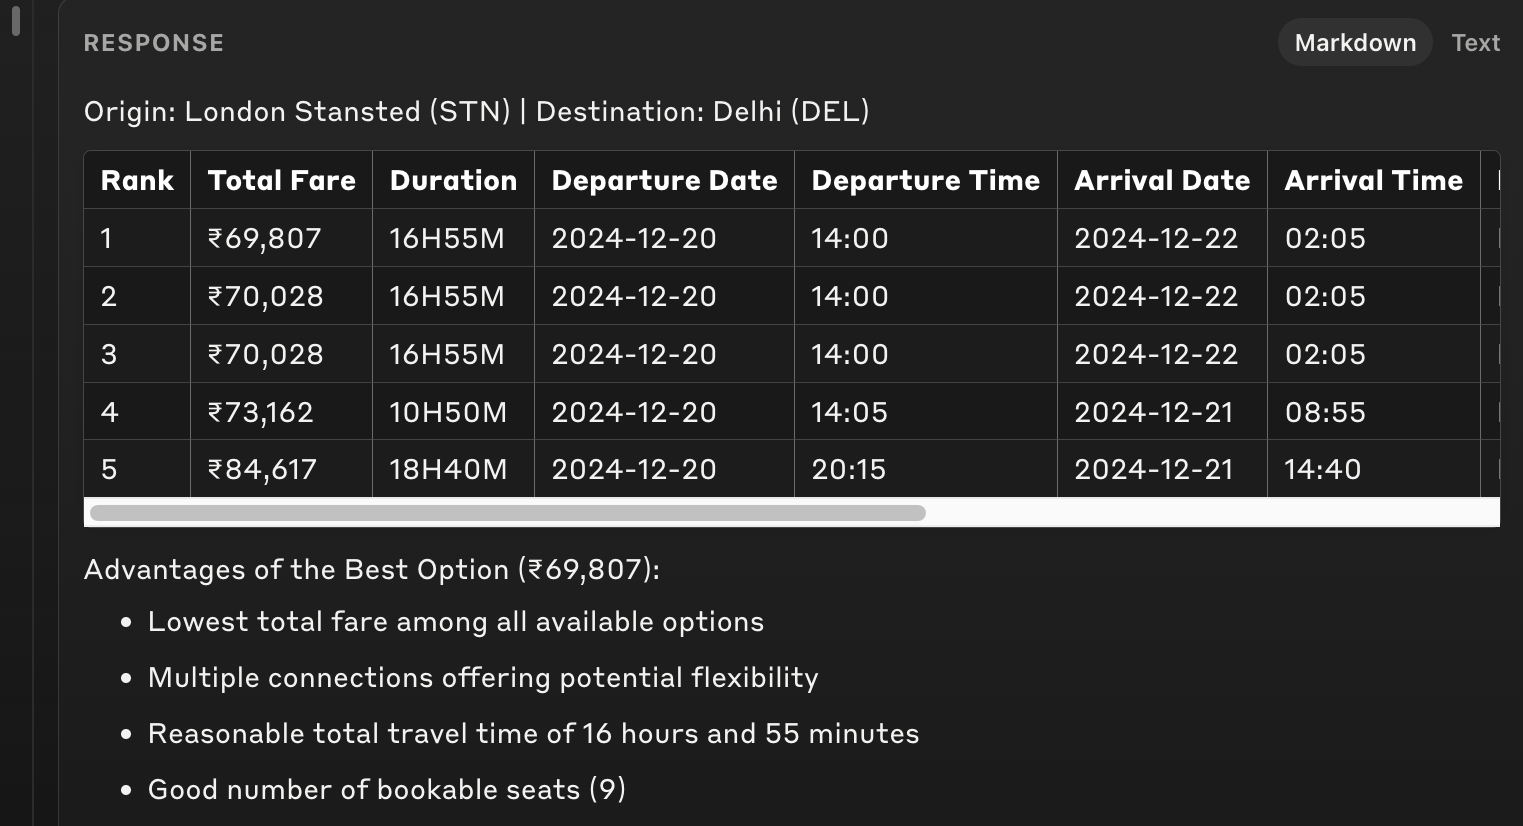 RESPONSE
Markdown Text
Origin: London Stansted (STN) | Destination: Delhi (DEL)
Rank Total Fare Duration Departure Date Departure Time Arrival Date Arrival Time
1 ₹69,807 16H55M 2024-12-20 14:00 2024-12-22 02:05
2 ₹70,028 16H55M 2024-12-20 14:00 2024-12-22 02:05
3 ₹70,028 16H55M 2024-12-20 14:00 2024-12-22 02:05
4 ₹73,162 10H50M 2024-12-20 14:05 2024-12-21 08:55
5 ₹84,617 18H40M 2024-12-20 20:15 2024-12-21 14:40
Advantages of the Best Option (₹69,807):
• Lowest total fare among all available options
• Multiple connections offering potential flexibility
• Reasonable total travel time of 16 hours and 55 minutes
• Good number of bookable seats (9)